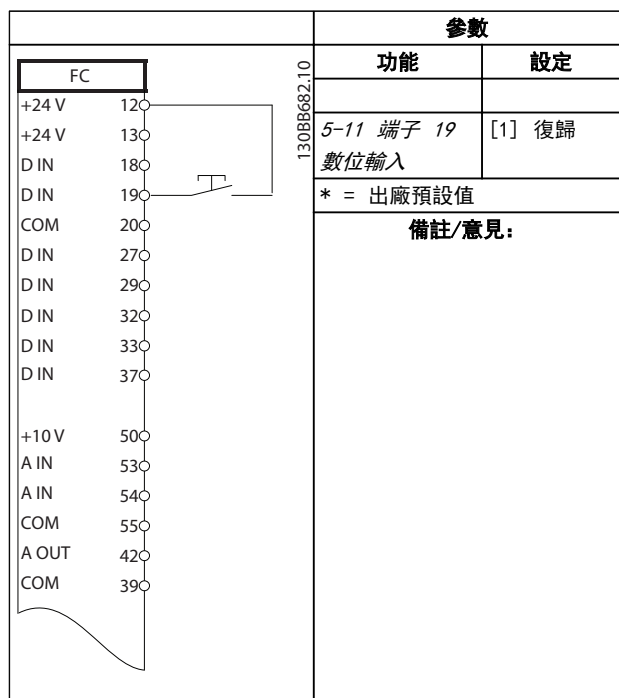 參數
功能 設定
5-11 端子 19 [1] 復歸
數位輸入
* = 出廠預設值
備註/意見:
130BB682.10
FC
+24 V 12
+24 V 13
D IN 18
D IN 19
COM 20
D IN 27
D IN 29
D IN 32
D IN 33
D IN 37
+10 V 50
A IN 53
A IN 54
COM 55
A OUT 42
COM 39